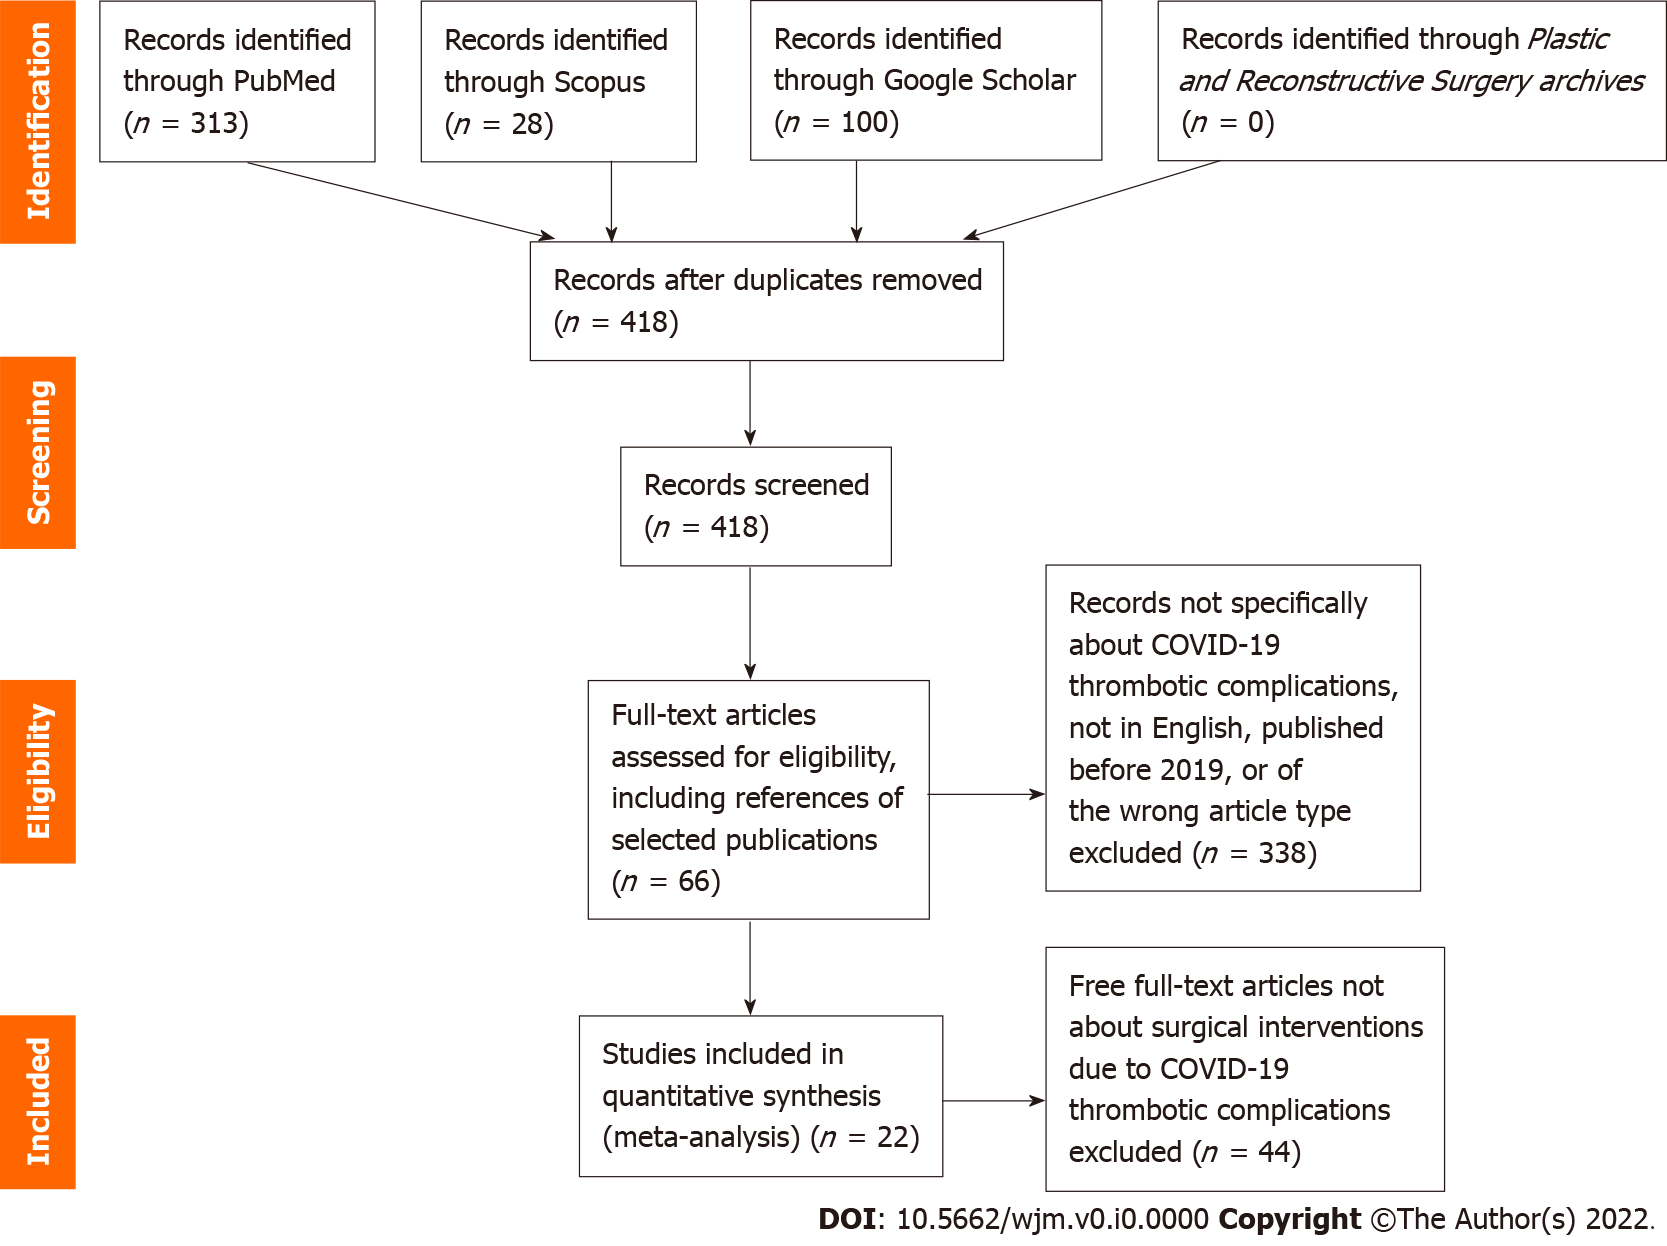 Identification
Records identified
through PubMed
(n = 313)
Records identified
through Scopus
(n = 28)
Records identified
through Google Scholar
(n = 100)
Records identified through Plastic
and Reconstructive Surgery archives
(n = 0)
Records after duplicates removed
(n = 418)
Screening
Records screened
(n = 418)
Eligibility
Full-text articles
assessed for eligibility,
including references of
selected publications
(n = 66)
Records not specifically
about COVID-19
thrombotic complications,
not in English, published
before 2019, or of
the wrong article type
excluded (n = 338)
Included
Studies included in
quantitative synthesis
(meta-analysis) (n = 22)
Free full-text articles not
about surgical interventions
due to COVID-19
thrombotic complications
excluded (n = 44)
DOI: 10.5662/wjm.v0.i0.0000 Copyright ©The Author(s) 2022.